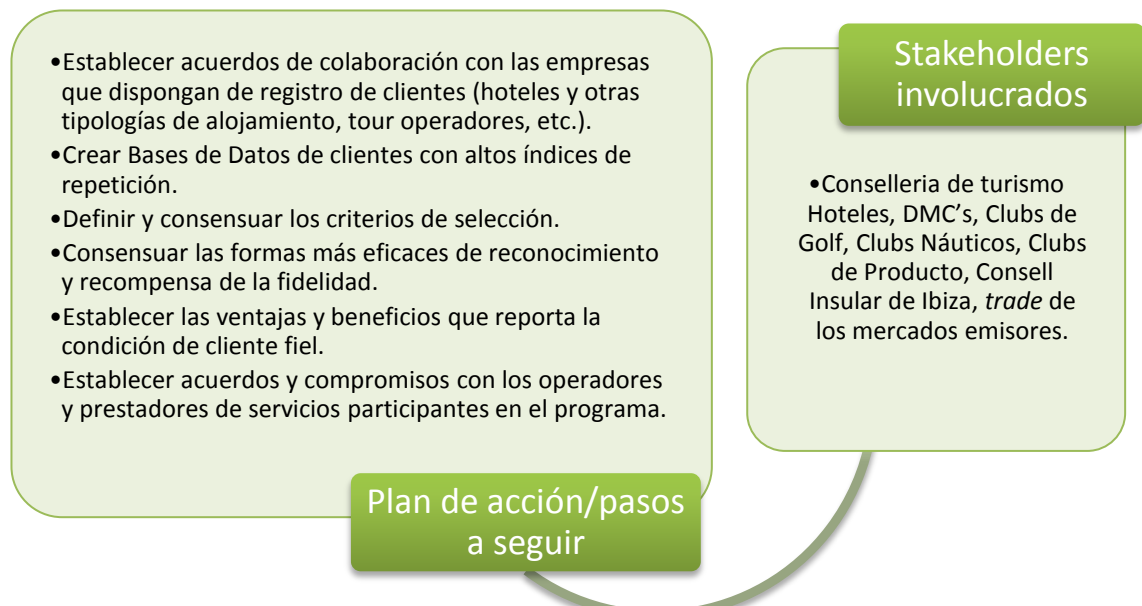 •Establecer acuerdos de colaboración con las empresas
que dispongan de registro de clientes (hoteles y otras
tipologías de alojamiento, tour operadores, etc.).
•Crear Bases de Datos de clientes con altos índices de
repetición.
•Definir y consensuar los criterios de selección.
•Consensuar las formas más eficaces de reconocimiento
y recompensa de la fidelidad.
•Establecer las ventajas y beneficios que reporta la
condición de cliente fiel.
•Establecer acuerdos y compromisos con los operadores
y prestadores de servicios participantes en el programa.
Plan de acción/pasos
a seguir
Stakeholders
involucrados
•Conselleria de turismo
Hoteles, DMC’s, Clubs de
Golf, Clubs Náuticos, Clubs
de Producto, Consell
Insular de Ibiza, trade de
los mercados emisores.